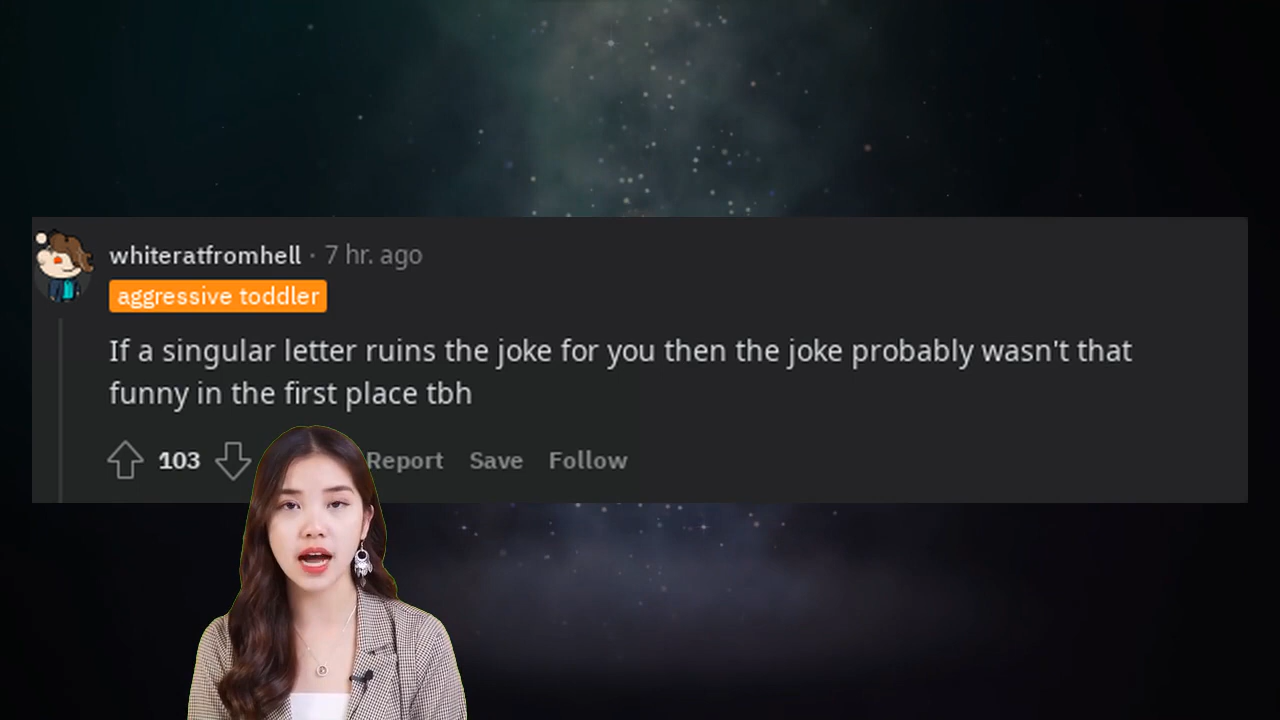 whiteratfromhell · 7 hr. ago
aggressive toddler
If a singular letter ruins the joke for you then the joke probably wasn't that
funny in the first place tbh
103 Report Save Follow